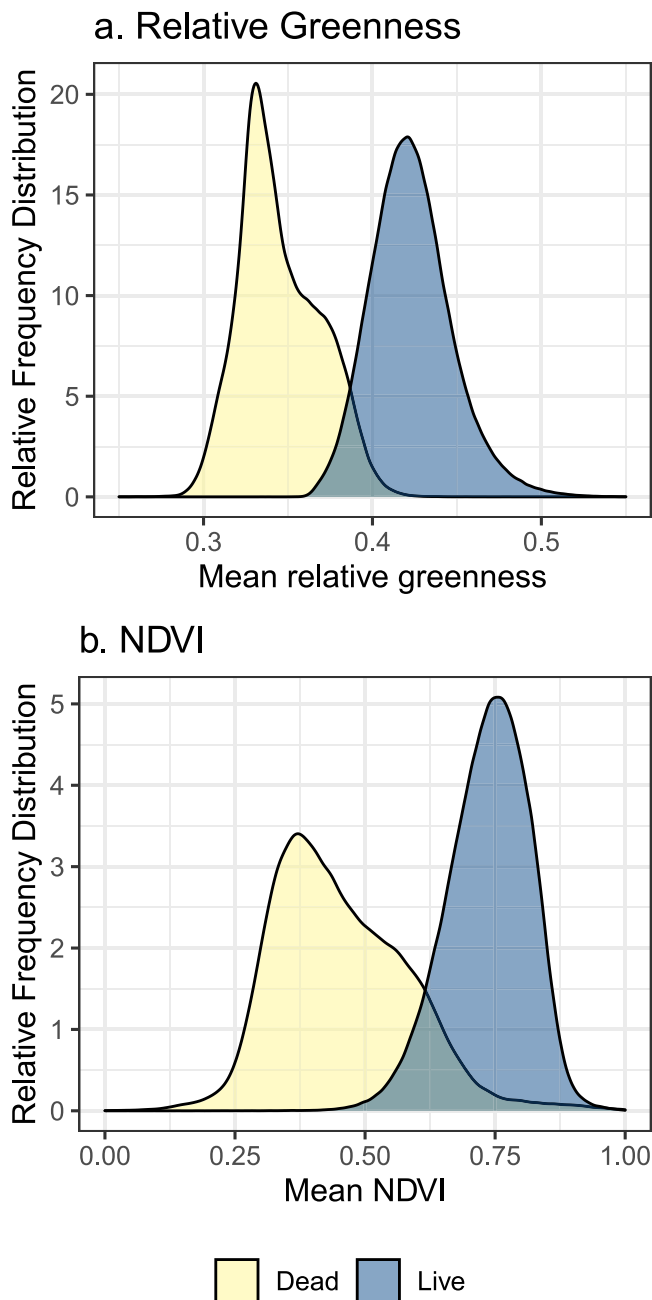 a. Relative Greenness
Relative Frequency Distribution
20
15
10
5
0
0.3 0.4 0.5
Mean relative greenness
b. NDVI
Relative Frequency Distribution
5
4
3
2
1
0
0.00 0.25 0.50 0.75 1.00
Mean NDVI
Dead Live